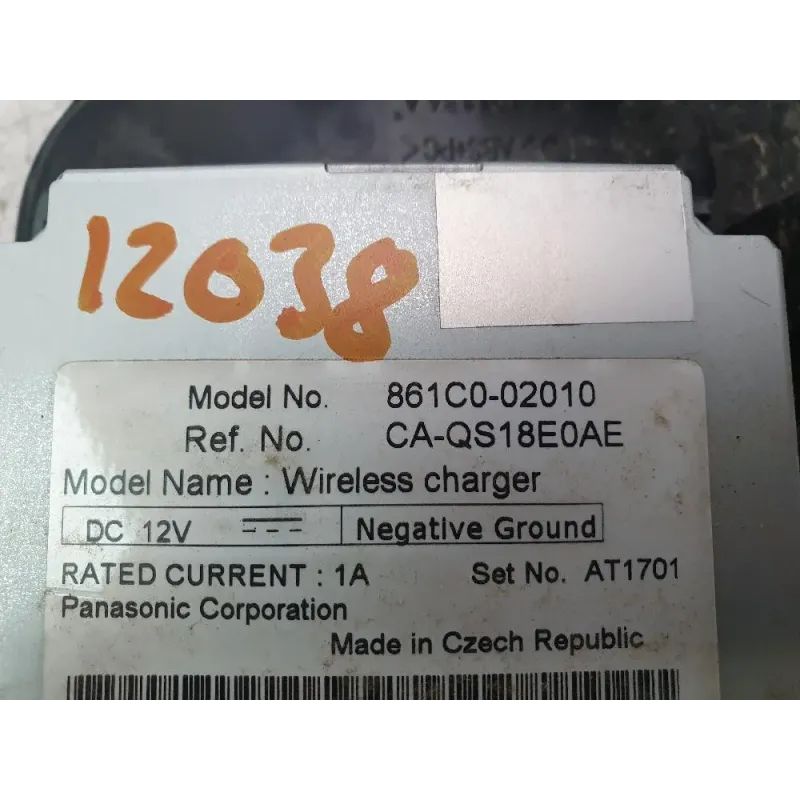 12038
Model No. 861C0-02010
Ref. No. CA-QS18E0AE
Model Name : Wireless charger
DC 12V Negative Ground
RATED CURRENT : 1A Set No. AT1701
Panasonic Corporation
Made in Czech Republic